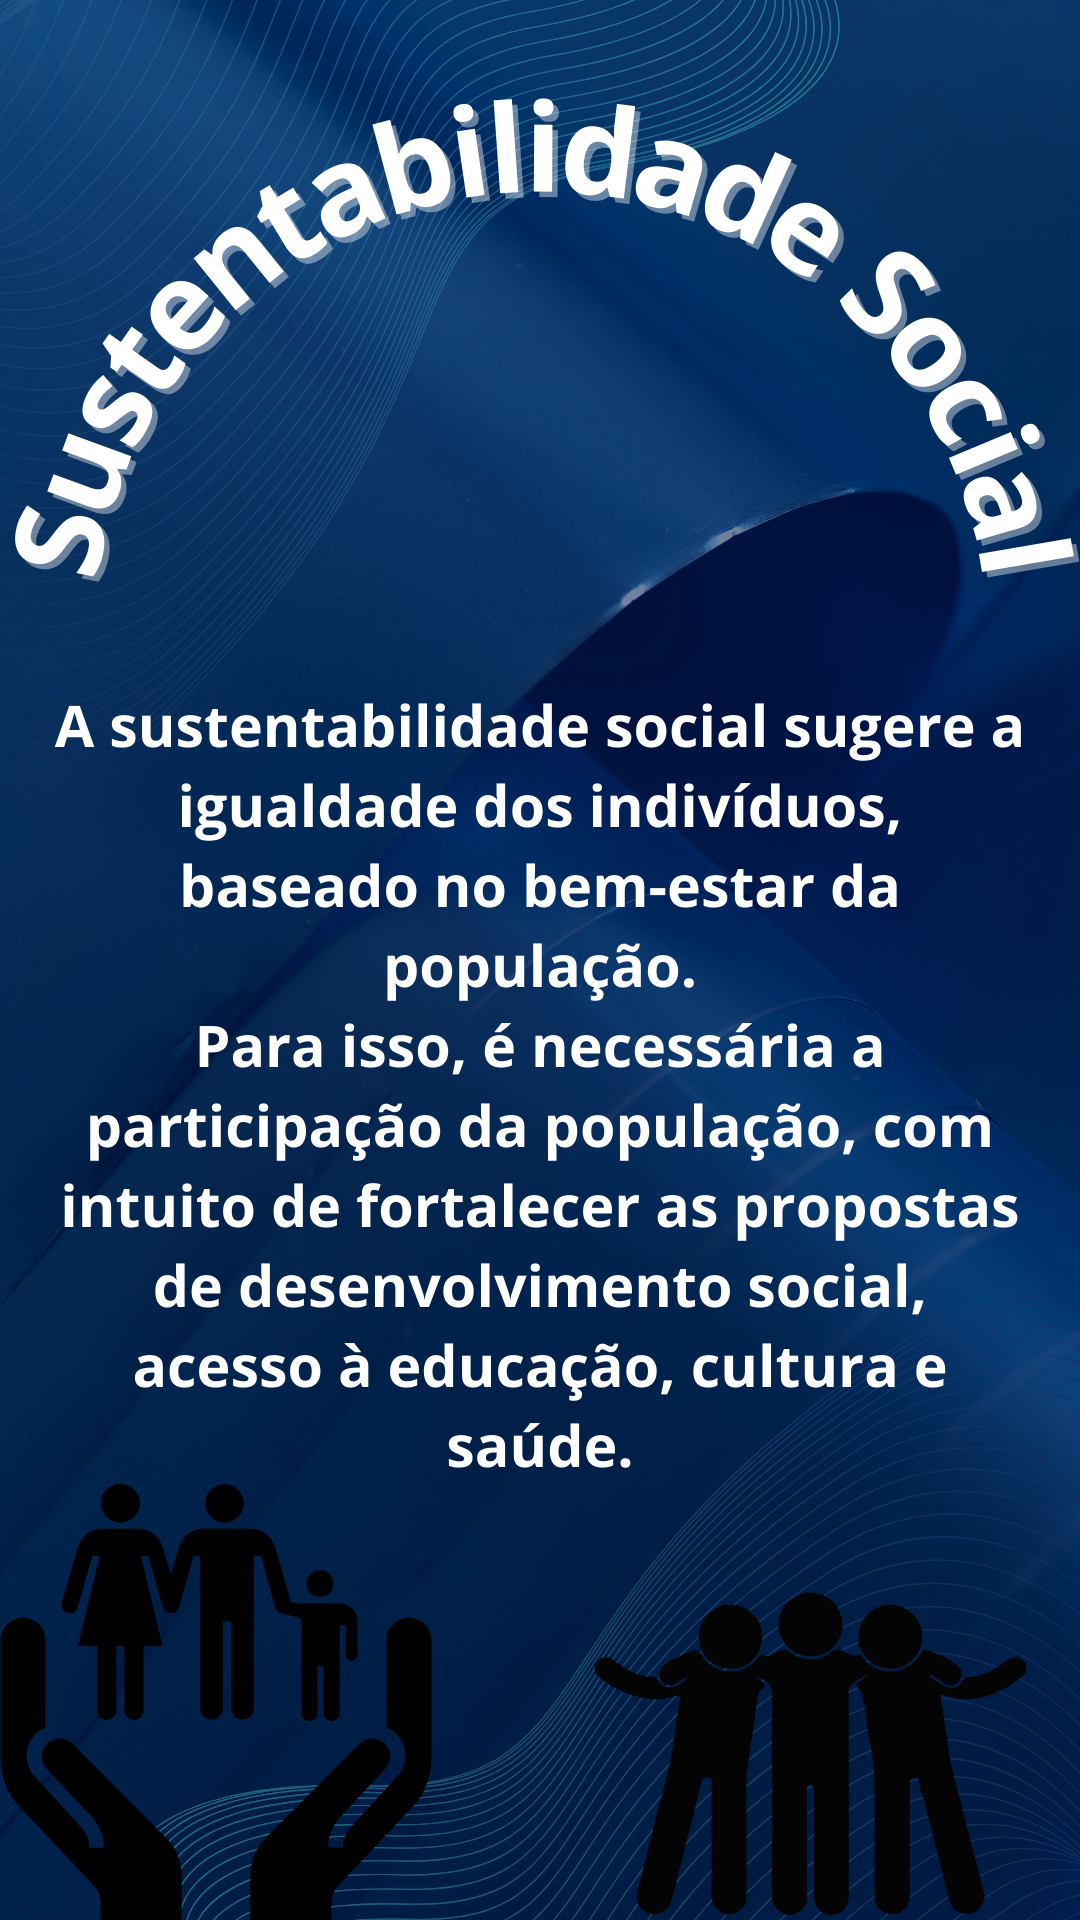 Sustentabilidade Social
A sustentabilidade social sugere a
igualdade dos indivíduos,
baseado no bem-estar da
população.
Para isso, é necessária a
participação da população, com
intuito de fortalecer as propostas
de desenvolvimento social,
acesso à educação, cultura e
saúde.